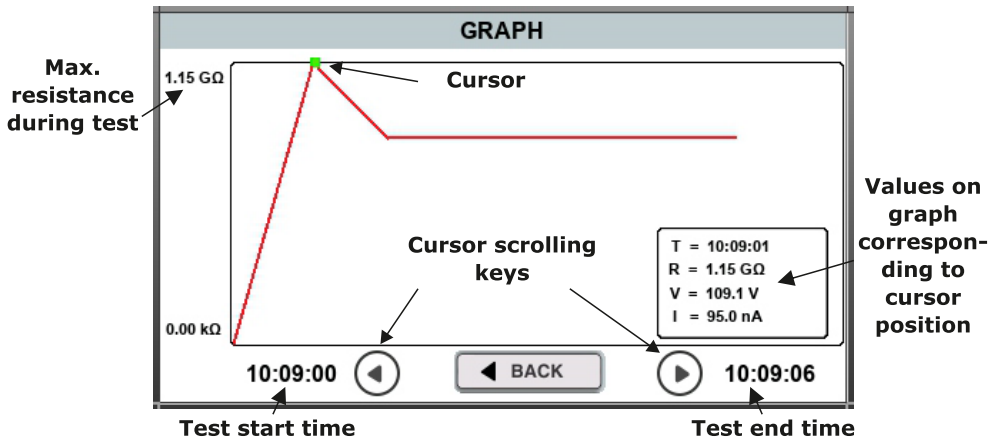 GRAPH
Max.
resistance
during test
1.15 GΩ
Cursor
Values on
graph
correspon-
ding to
cursor
position
Cursor scrolling
keys
T = 10:09:01
R = 1.15 GΩ
V = 109.1 V
I = 95.0 nA
0.00 kΩ
10:09:00
BACK
10:09:06
Test start time
Test end time